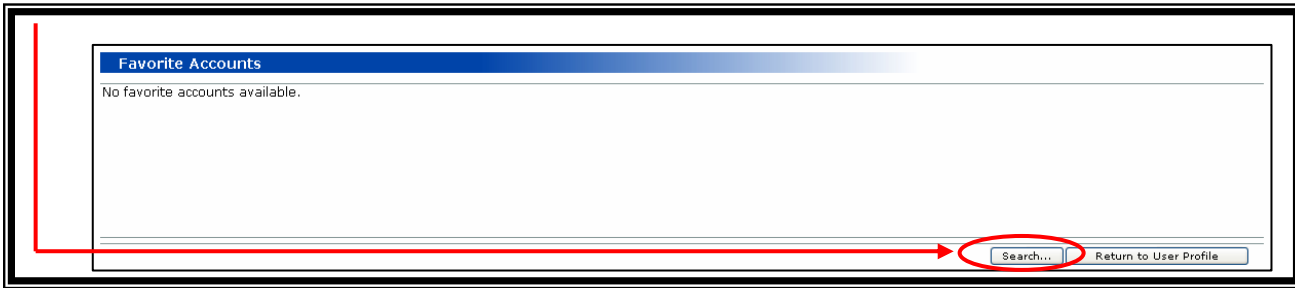 Favorite Accounts
No favorite accounts available.
Search... Return to User Profile